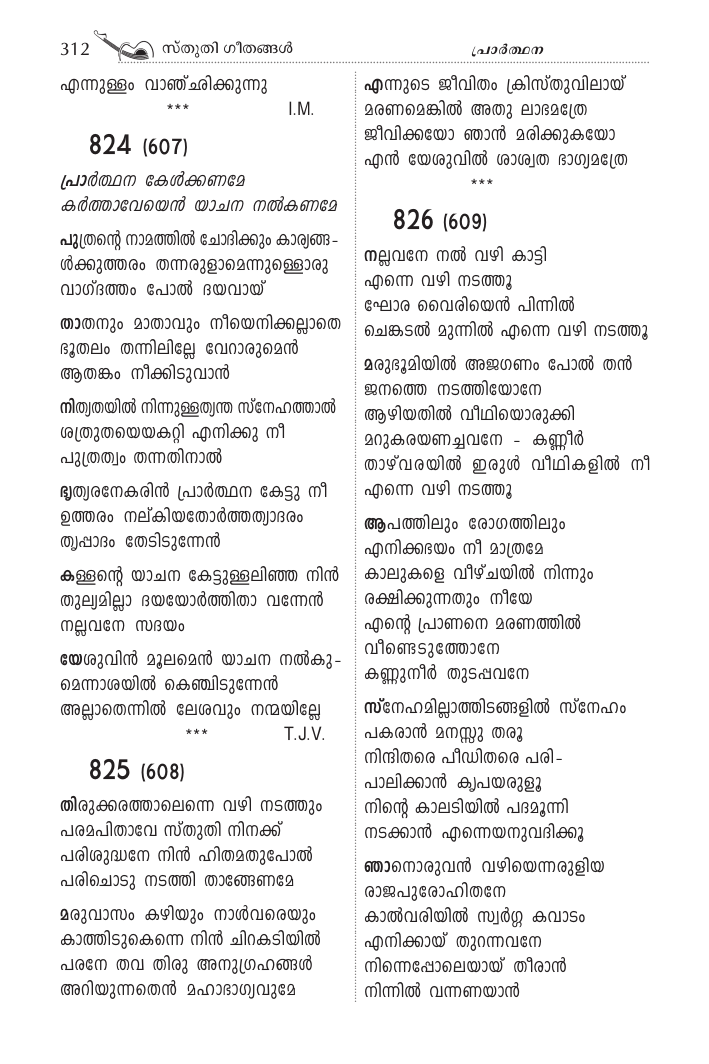 312 സ്തുതി ഗീതങ്ങൾ
പ്രാർത്ഥന
എന്നുള്ളം വാഞ്ഛിക്കുന്നു
*** I.M.
824 (607)
പ്രാർത്ഥന കേൾക്കണമേ
കർത്താവേയെൻ യാചന നൽകണമേ
പുത്രന്റെ നാമത്തിൽ ചോദിക്കും കാര്യങ്ങ-
ൾക്കുത്തരം തന്നരുളാമെന്നുള്ളൊരു
വാഗ്ദത്തം പോൽ ദയവായ്
താതനും മാതാവും നീയെനിക്കല്ലാതെ
ഭൂതലം തന്നിലില്ലേ വേറാരുമെൻ
ആതങ്കം നീക്കിടുവാൻ
നിത്യതയിൽ നിന്നുള്ളത്യന്ത സ്നേഹത്താൽ
ശത്രുതയെയകറ്റി എനിക്കു നീ
പുത്രത്വം തന്നതിനാൽ
ഭൃത്യരനേകരിൻ പ്രാർത്ഥന കേട്ടു നീ
ഉത്തരം നല്കിയതോർത്തത്യാദരം
തൃപ്പാദം തേടിടുന്നേൻ
കള്ളന്റെ യാചന കേട്ടുള്ളലിഞ്ഞ നിൻ
തുല്യമില്ലാ ദയയോർത്തിതാ വന്നേൻ
നല്ലവനേ സദയം
യേശുവിൻ മൂലമെൻ യാചന നൽകു-
മെന്നാശയിൽ കെഞ്ചിടുന്നേൻ
അല്ലാതെന്നിൽ ലേശവും നന്മയില്ലേ
*** T.J.V.
825 (608)
തിരുക്കരത്താലെന്നെ വഴി നടത്തും
പരമപിതാവേ സ്തുതി നിനക്ക്
പരിശുദ്ധനേ നിൻ ഹിതമതുപോൽ
പരിചൊടു നടത്തി താങ്ങേണമേ
മരുവാസം കഴിയും നാൾവരെയും
കാത്തിടുകെന്നെ നിൻ ചിറകടിയിൽ
പരനേ തവ തിരു അനുഗ്രഹങ്ങൾ
അറിയുന്നതെൻ മഹാഭാഗ്യവുമേ
എന്നുടെ ജീവിതം ക്രിസ്തുവിലായ്
മരണമെങ്കിൽ അതു ലാഭമത്രേ
ജീവിക്കയോ ഞാൻ മരിക്കുകയോ
എൻ യേശുവിൽ ശാശ്വത ഭാഗ്യമത്രേ
***
826 (609)
നല്ലവനേ നൽ വഴി കാട്ടി
എന്നെ വഴി നടത്തൂ
ഘോര വൈരിയെൻ പിന്നിൽ
ചെങ്കടൽ മുന്നിൽ എന്നെ വഴി നടത്തൂ
മരുഭൂമിയിൽ അജഗണം പോൽ തൻ
ജനത്തെ നടത്തിയോനേ
ആഴിയതിൽ വീഥിയൊരുക്കി
മറുകരയണച്ചവനേ - കണ്ണീർ
താഴ്‌വരയിൽ ഇരുൾ വീഥികളിൽ നീ
എന്നെ വഴി നടത്തൂ
ആപത്തിലും രോഗത്തിലും
എനിക്കഭയം നീ മാത്രമേ
കാലുകളെ വീഴ്ചയിൽ നിന്നും
രക്ഷിക്കുന്നതും നീയേ
എന്റെ പ്രാണനെ മരണത്തിൽ
വീണ്ടെടുത്തോനേ
കണ്ണുനീർ തുടപ്പവനേ
സ്നേഹമില്ലാത്തിടങ്ങളിൽ സ്നേഹം
പകരാൻ മനസ്സു തരൂ
നിന്ദിതരെ പീഡിതരെ പരി-
പാലിക്കാൻ കൃപയരുളൂ
നിന്റെ കാലടിയിൽ പദമൂന്നി
നടക്കാൻ എന്നെയനുവദിക്കൂ
ഞാനൊരുവൻ വഴിയെന്നരുളിയ
രാജപുരോഹിതനേ
കാൽവരിയിൽ സ്വർഗ്ഗ കവാടം
എനിക്കായ് തുറന്നവനേ
നിന്നെപ്പോലെയായ് തീരാൻ
നിന്നിൽ വന്നണയാൻ